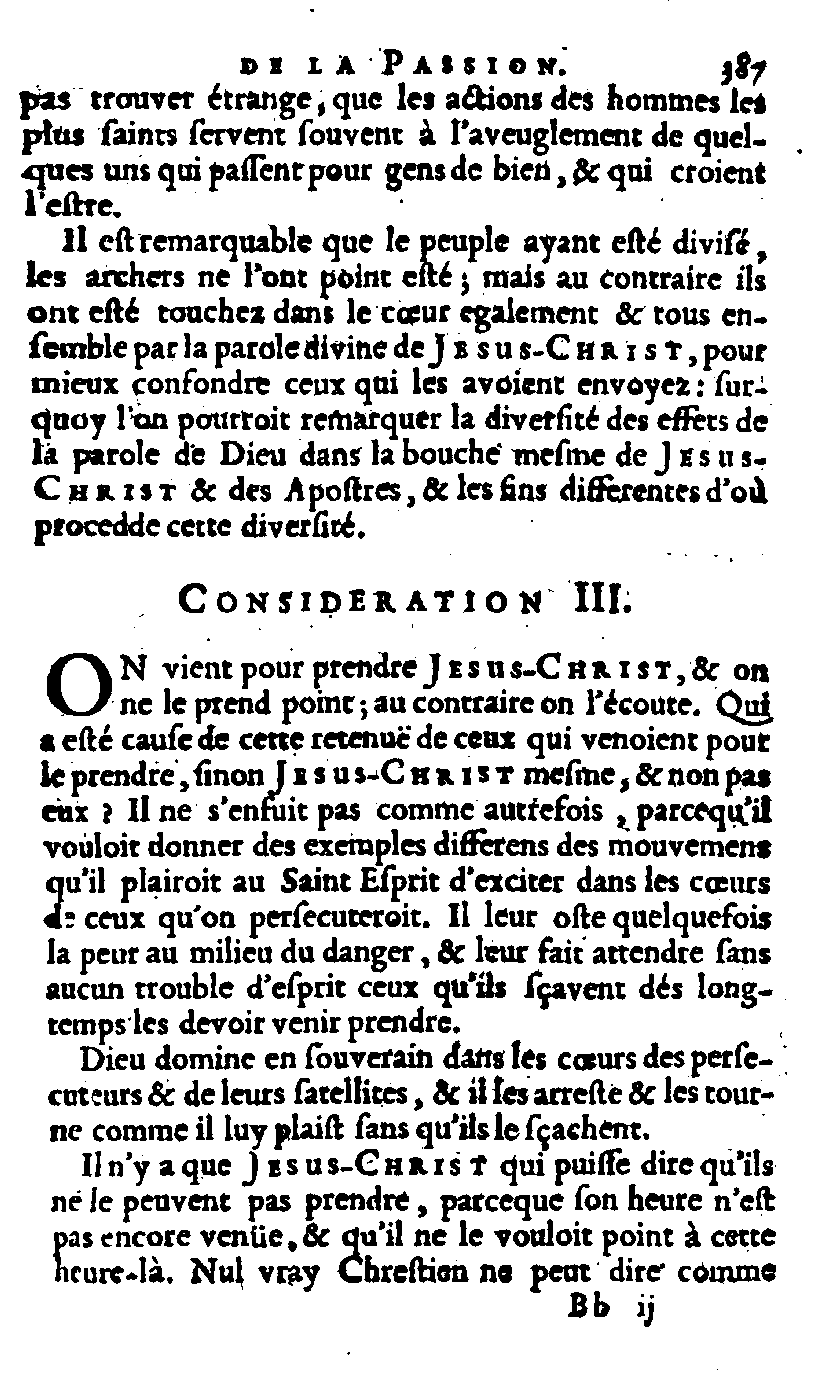 DE LA PASSION. 387
pas trouver étrange, que les actions des hommes les
plus ſaints ſervent ſouvent à l'aveuglement de quel-
ques uns qui paſſent pour gens de bien, & qui croient
l'eſtre.
Il eſt remarquable que le peuple ayant eſté diviſé,
les archers ne l'ont point eſté ; mais au contraire ils
ont eſté touchez dans le cœur egalement & tous en-
ſemble par la parole divine de JESUS-CHRIST, pour
mieux confondre ceux qui les avoient envoyez : ſur-
quoy l'on pourroit remarquer la diverſité des effets de
la parole de Dieu dans la bouche meſme de JESUS-
CHRIST & des Apoſtres, & les fins differentes d'où
procedde cette diverſité.
CONSIDERATION III.
ON vient pour prendre JESUS-CHRIST, & on
ne le prend point ; au contraire on l'écoute. Qui
a eſté cauſe de cette retenuë de ceux qui venoient pour
le prendre, ſinon JESUS-CHRIST meſme, & non pas
eux ? Il ne s'enfuit pas comme autrefois, parcequ'il
vouloit donner des exemples differens des mouvemens
qu'il plairoit au Saint Eſprit d'exciter dans les cœurs
de ceux qu'on perſecuteroit. Il leur oſte quelquefois
la peur au milieu du danger, & leur fait attendre ſans
aucun trouble d'eſprit ceux qu'ils ſçavent dés long-
temps les devoir venir prendre.
Dieu domine en ſouverain dans les cœurs des perſe-
cuteurs & de leurs ſatellites, & il les arreſte & les tour-
ne comme il luy plaiſt ſans qu'ils le ſçachent.
Il n'y a que JESUS-CHRIST qui puiſſe dire qu'ils
ne le peuvent pas prendre, parceque ſon heure n'eſt
pas encore venüe, & qu'il ne le vouloit point à cette
heure-là. Nul vray Chreſtien ne peut dire comme
Bb ij